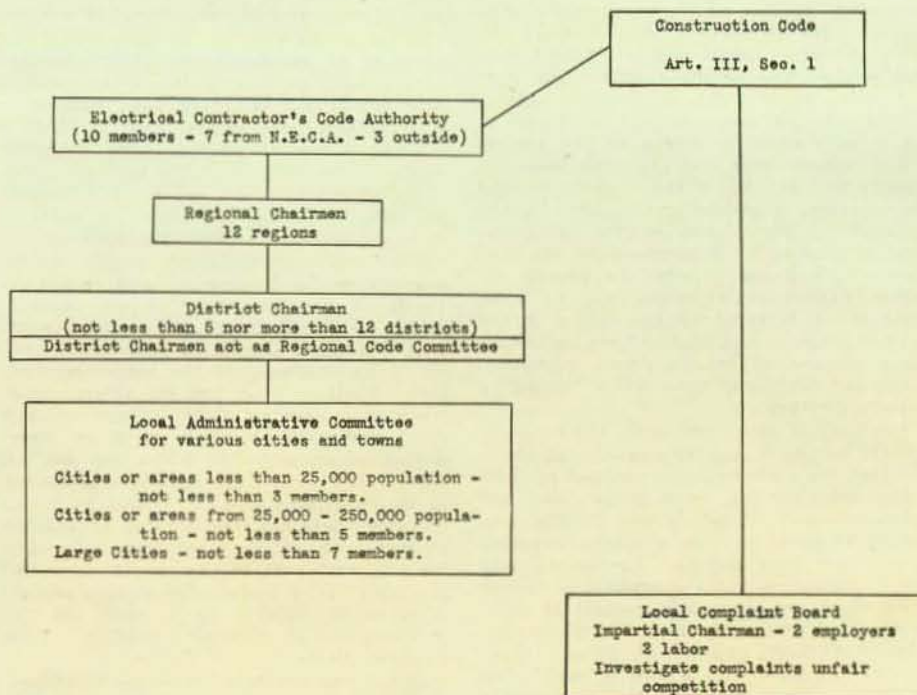 Construction Code
Art. III, Sec. 1
Electrical Contractor's Code Authority
(10 members - 7 from N.E.C.A. - 3 outside)
Regional Chairmen
12 regions
District Chairman
(not less than 5 nor more than 12 districts)
District Chairmen act as Regional Code Committee
Local Administrative Committee
for various cities and towns
Cities or areas less than 25,000 population -
not less than 3 members.
Cities or areas from 25,000 - 250,000 popula-
tion - not less than 5 members.
Large Cities - not less than 7 members.
Local Complaint Board
Impartial Chairman - 2 employers
2 labor
Investigate complaints unfair
competition